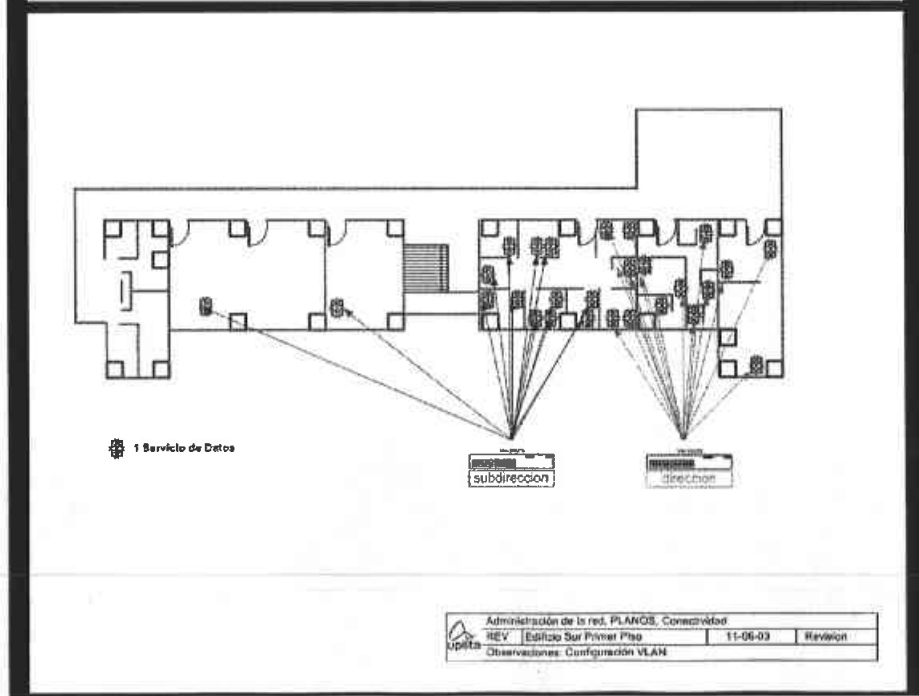 1 Servicio de Datos
subdireccion
direccion
upiita
Administración de la red, PLANOS, Conectividad
REV Edificio Sur Primer Piso 11-06-03 Revision
Observaciones: Configuración VLAN